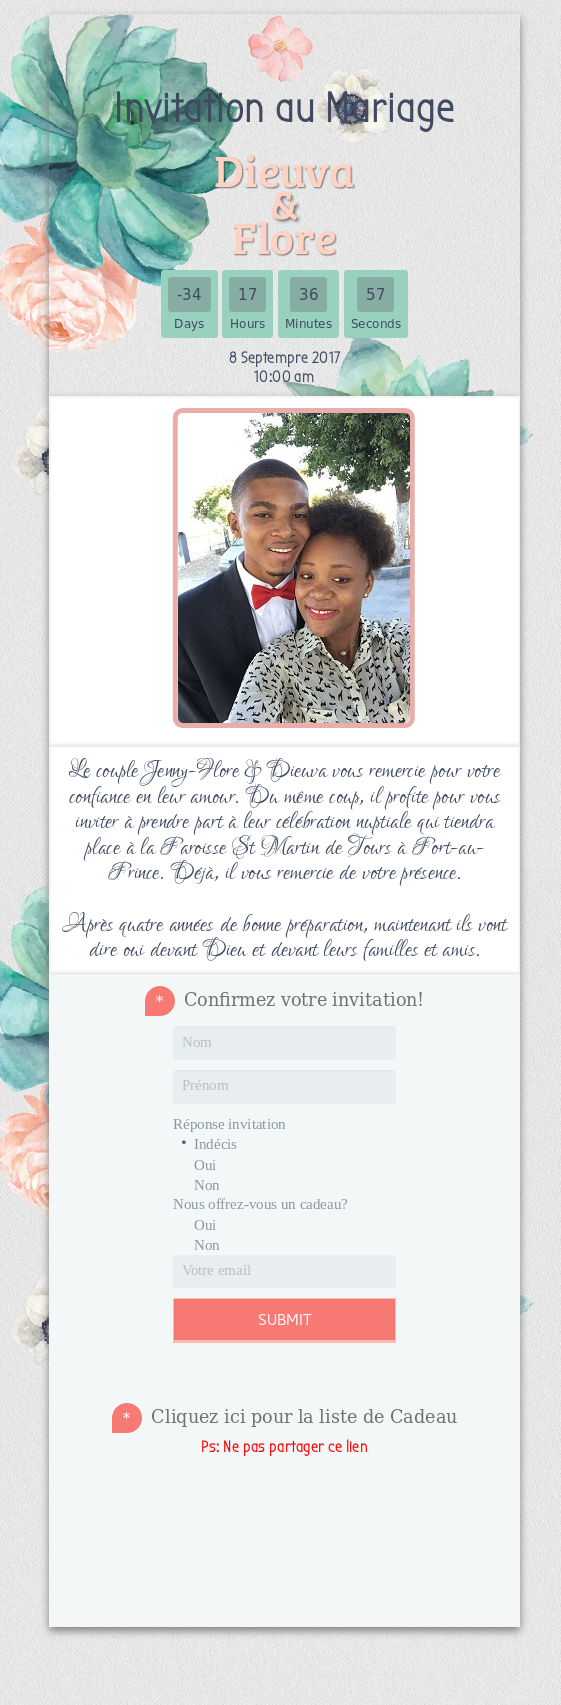 Invitation au Mariage
Dieuva
&
Flore
-34 17 36 57
Days Hours Minutes Seconds
8 Septempre 2017
10:00 am
Le couple Jenny-Flore & Dieuva vous remercie pour votre
confiance en leur amour. Du même coup, il profite pour vous
inviter à prendre part à leur célébration nuptiale qui tiendra
place à la Paroisse St Martin de Tours à Port-au-
Prince. Déjà, il vous remercie de votre présence.
Après quatre années de bonne préparation, maintenant ils vont
dire oui devant Dieu et devant leurs familles et amis.
* Confirmez votre invitation!
Nom
Prénom
Réponse invitation
• Indécis
Oui
Non
Nous offrez-vous un cadeau?
Oui
Non
Votre email
SUBMIT
* Cliquez ici pour la liste de Cadeau
Ps: Ne pas partager ce lien